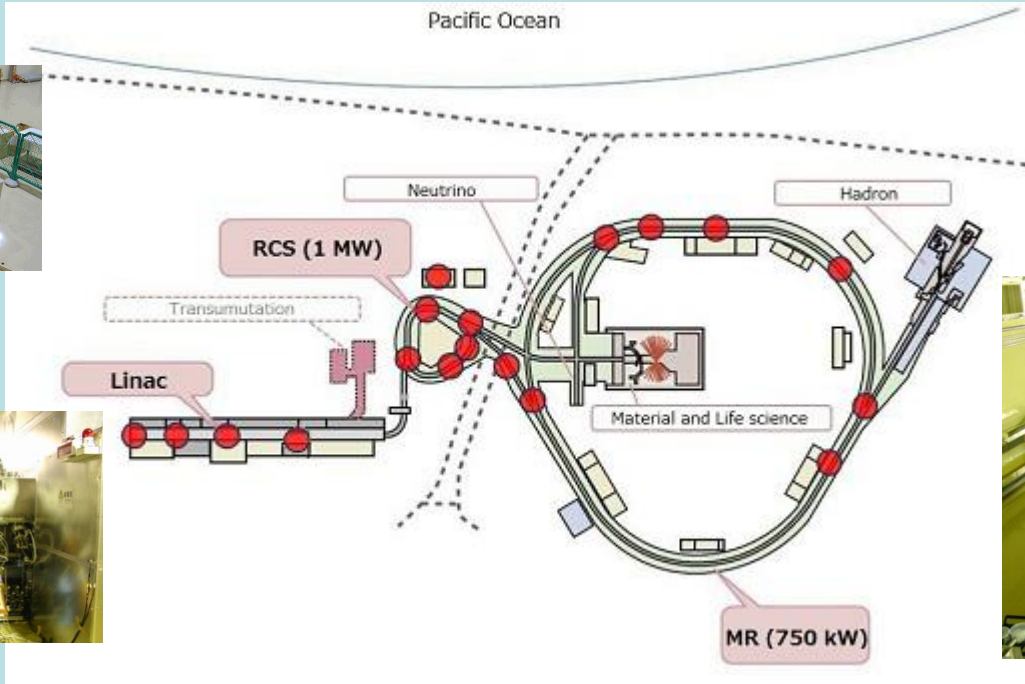 Pacific Ocean
Neutrino
Hadron
RCS (1 MW)
Transumutation
Linac
Material and Life science
MR (750 kW)